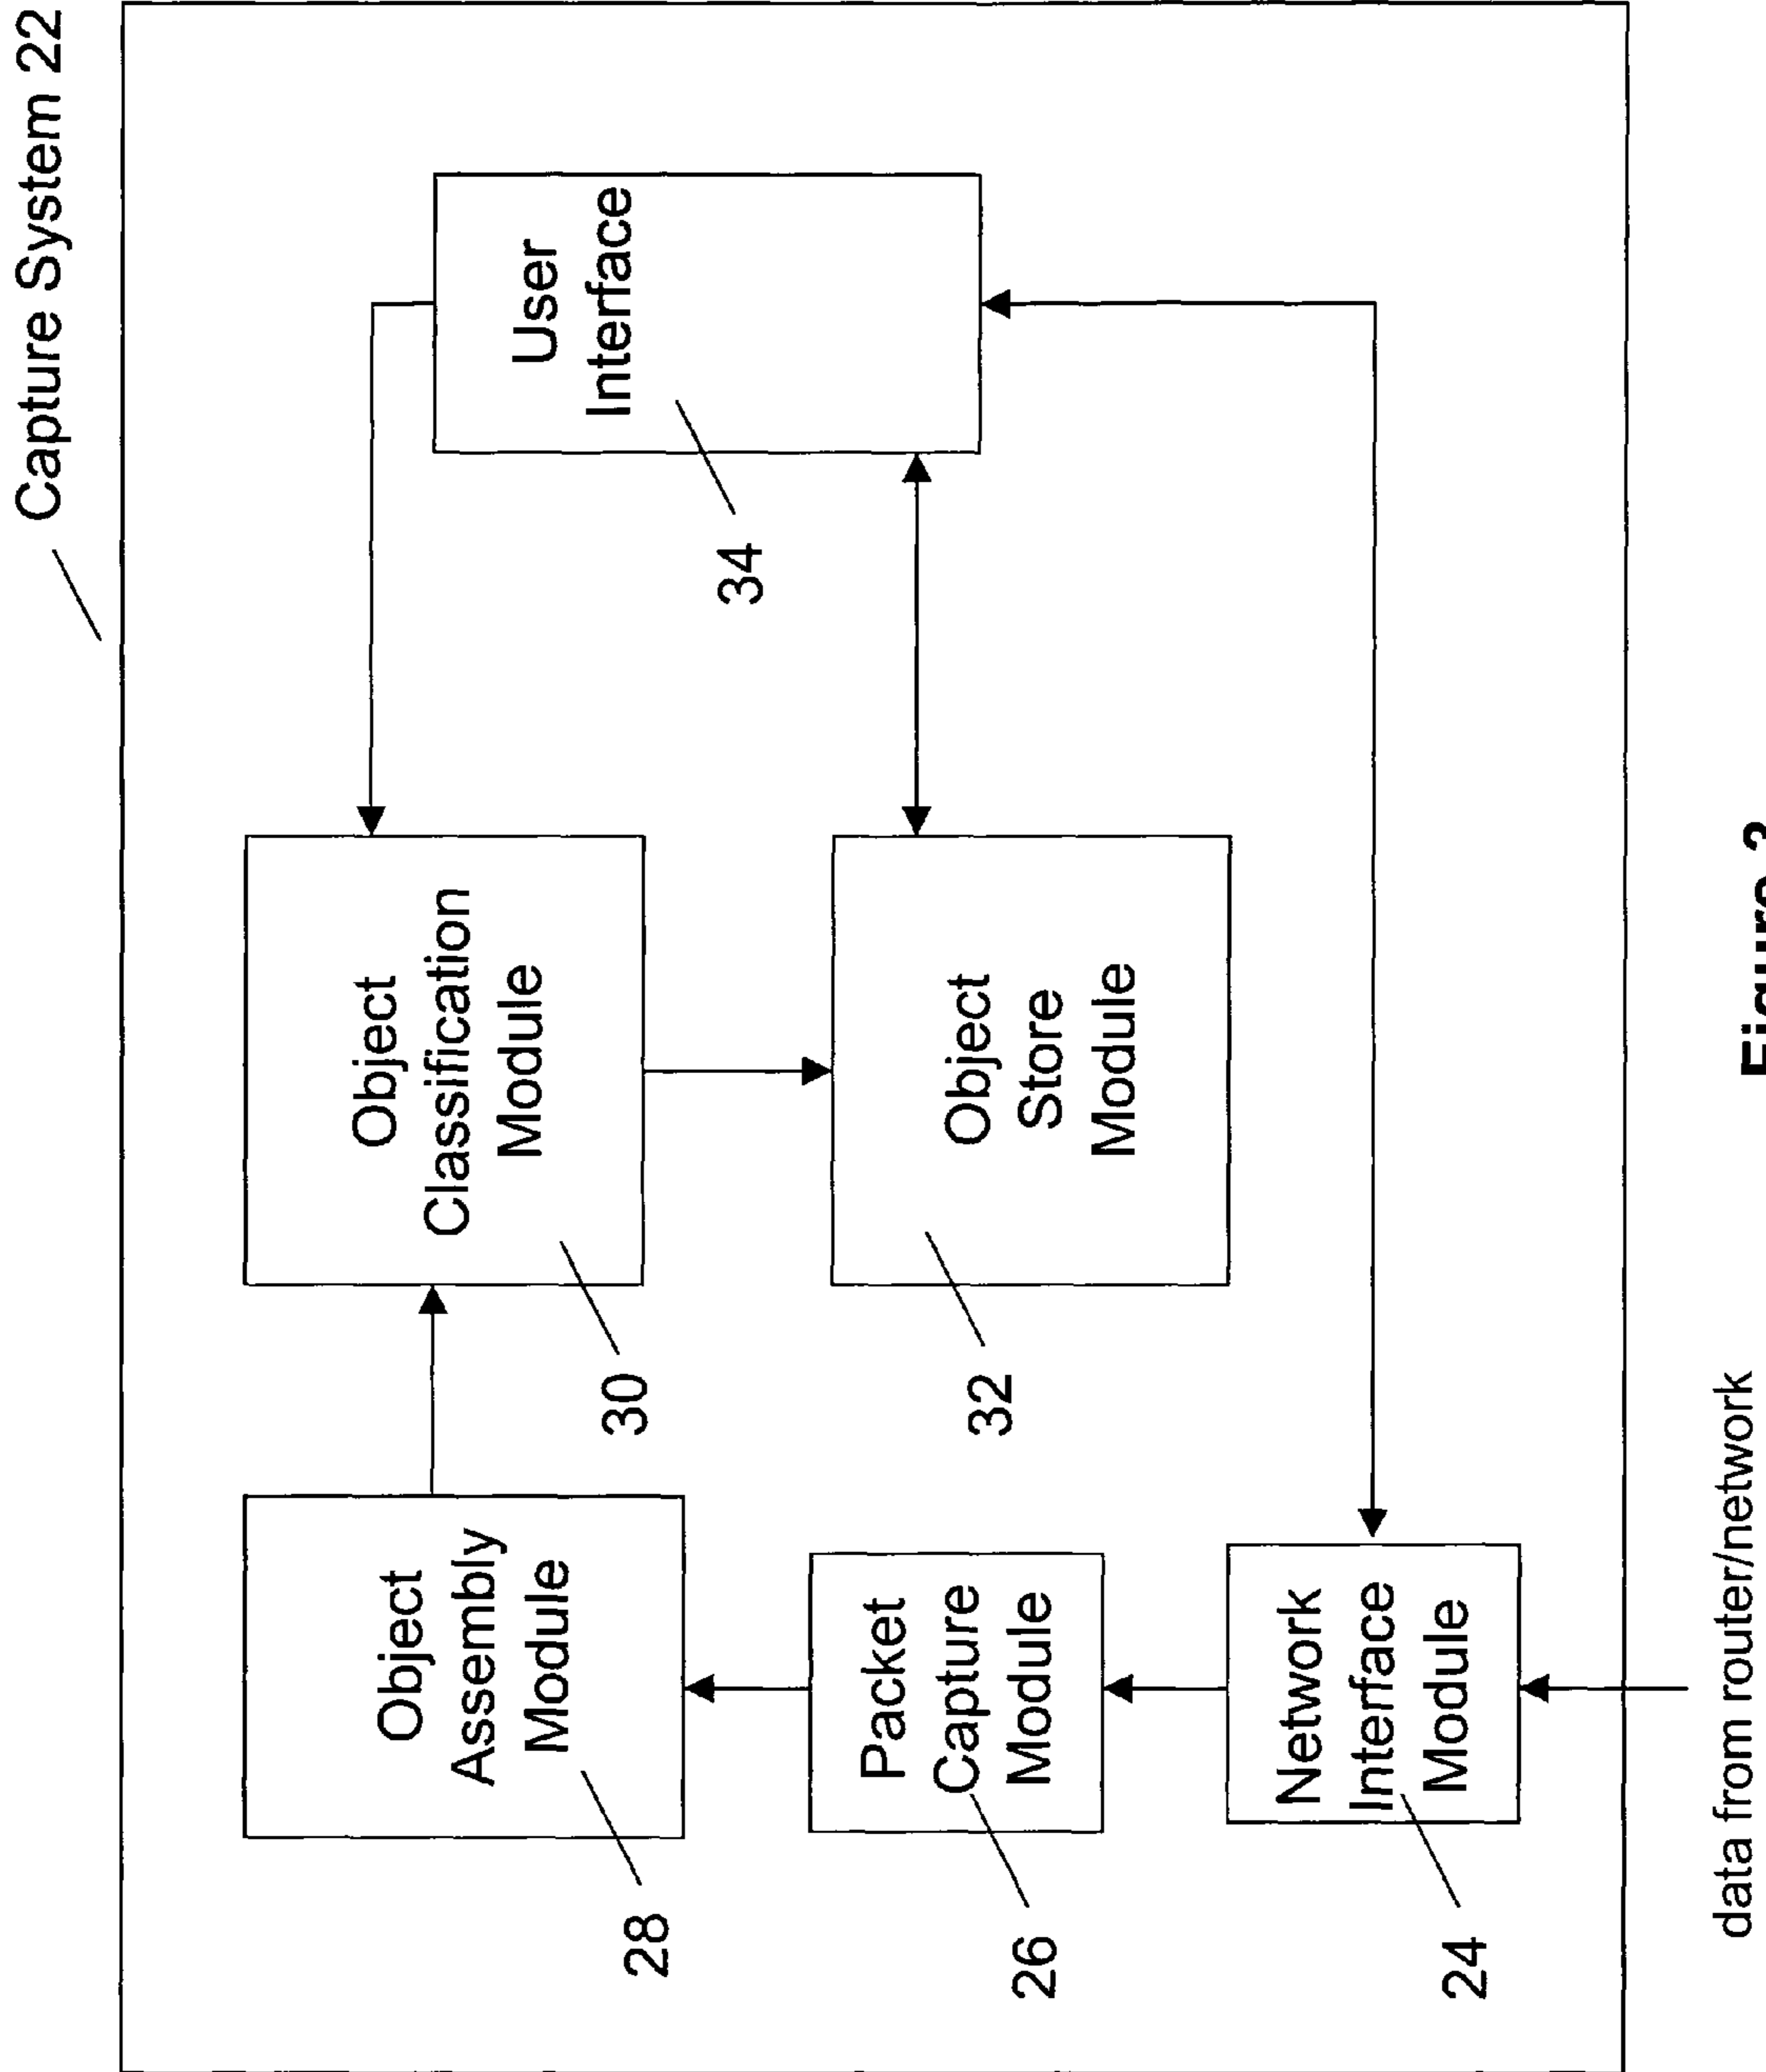 Capture System 22
Object
Assembly
Module
28
Object
Classification
Module
30
User
Interface
34
Packet
Capture
Module
26
Object
Store
Module
32
Network
Interface
Module
24
data from router/network
Figure